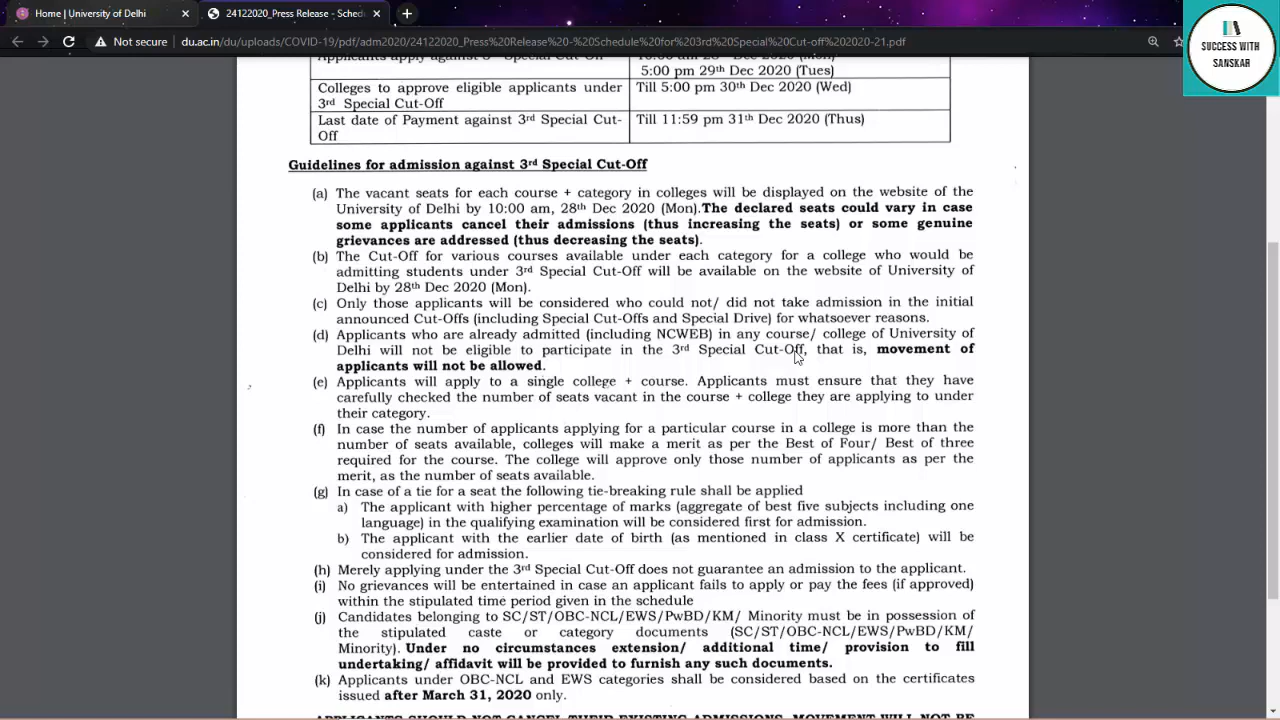 Home | University of Delhi
24122020_Press Release - Sched
Not secure
du.ac.in/du/uploads/COVID-19/pdf/adm2020/24122020_Press%20Release%20-%20Schedule%20for%203rd%20Special%20Cut-off%202020-21.pdf
SUCCESS WITH
SANSKAR
5:00 pm 29th Dec 2020 (Tues)
Colleges to approve eligible applicants under
3rd Special Cut-Off
Till 5:00 pm 30th Dec 2020 (Wed)
Last date of Payment against 3rd Special Cut-
Off
Till 11:59 pm 31th Dec 2020 (Thus)
Guidelines for admission against 3rd Special Cut-Off
(a) The vacant seats for each course + category in colleges will be displayed on the website of the
University of Delhi by 10:00 am, 28th Dec 2020 (Mon).The declared seats could vary in case
some applicants cancel their admissions (thus increasing the seats) or some genuine
grievances are addressed (thus decreasing the seats).
(b) The Cut-Off for various courses available under each category for a college who would be
admitting students under 3rd Special Cut-Off will be available on the website of University of
Delhi by 28th Dec 2020 (Mon).
(c) Only those applicants will be considered who could not/ did not take admission in the initial
announced Cut-Offs (including Special Cut-Offs and Special Drive) for whatsoever reasons.
(d) Applicants who are already admitted (including NCWEB) in any course/ college of University of
Delhi will not be eligible to participate in the 3rd Special Cut-Off, that is, movement of
applicants will not be allowed.
(e) Applicants will apply to a single college + course. Applicants must ensure that they have
carefully checked the number of seats vacant in the course + college they are applying to under
their category.
(f) In case the number of applicants applying for a particular course in a college is more than the
number of seats available, colleges will make a merit as per the Best of Four/ Best of three
required for the course. The college will approve only those number of applicants as per the
merit, as the number of seats available.
(g) In case of a tie for a seat the following tie-breaking rule shall be applied
a) The applicant with higher percentage of marks (aggregate of best five subjects including one
language) in the qualifying examination will be considered first for admission.
b) The applicant with the earlier date of birth (as mentioned in class X certificate) will be
considered for admission.
(h) Merely applying under the 3rd Special Cut-Off does not guarantee an admission to the applicant.
(i) No grievances will be entertained in case an applicant fails to apply or pay the fees (if approved)
within the stipulated time period given in the schedule
(j) Candidates belonging to SC/ST/OBC-NCL/EWS/PwBD/KM/ Minority must be in possession of
the stipulated caste or category documents (SC/ST/OBC-NCL/EWS/PwBD/KM/
Minority). Under no circumstances extension/ additional time/ provision to fill
undertaking/ affidavit will be provided to furnish any such documents.
(k) Applicants under OBC-NCL and EWS categories shall be considered based on the certificates
issued after March 31, 2020 only.